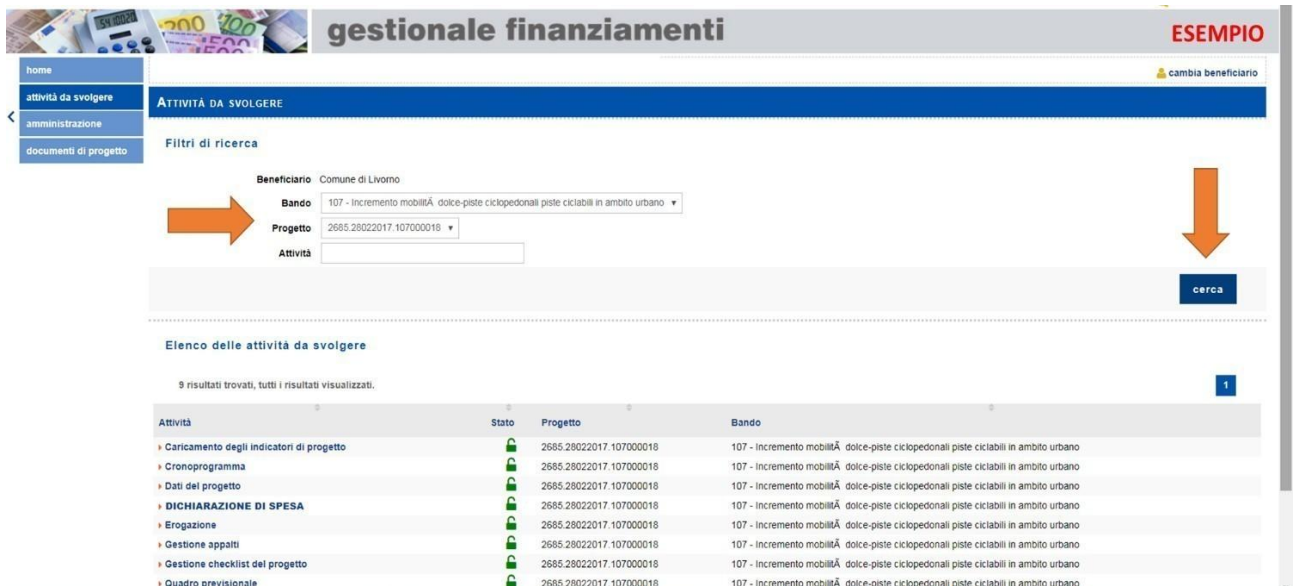 gestionale finanziamenti
ESEMPIO
home
attività da svolgere
amministrazione
documenti di progetto
cambia beneficiario
ATTIVITÀ DA SVOLGERE
Filtri di ricerca
Beneficiario Comune di Livorno
Bando 107 - Incremento mobilitÃ dolce-piste ciclopedonali piste ciclabili in ambito urbano
Progetto 2685.28022017.107000018
Attività
cerca
Elenco delle attività da svolgere
9 risultati trovati, tutti i risultati visualizzati.
1
Attività Stato Progetto Bando
Caricamento degli indicatori di progetto 2685.28022017.107000018 107 - Incremento mobilitÃ dolce-piste ciclopedonali piste ciclabili in ambito urbano
Cronoprogramma 2685.28022017.107000018 107 - Incremento mobilitÃ dolce-piste ciclopedonali piste ciclabili in ambito urbano
Dati del progetto 2685.28022017.107000018 107 - Incremento mobilitÃ dolce-piste ciclopedonali piste ciclabili in ambito urbano
DICHIARAZIONE DI SPESA 2685.28022017.107000018 107 - Incremento mobilitÃ dolce-piste ciclopedonali piste ciclabili in ambito urbano
Erogazione 2685.28022017.107000018 107 - Incremento mobilitÃ dolce-piste ciclopedonali piste ciclabili in ambito urbano
Gestione appalti 2685.28022017.107000018 107 - Incremento mobilitÃ dolce-piste ciclopedonali piste ciclabili in ambito urbano
Gestione checklist del progetto 2685.28022017.107000018 107 - Incremento mobilitÃ dolce-piste ciclopedonali piste ciclabili in ambito urbano
Quadro previsionale 2685.28022017.107000018 107 - Incremento mobilitÃ dolce-piste ciclopedonali piste ciclabili in ambito urbano